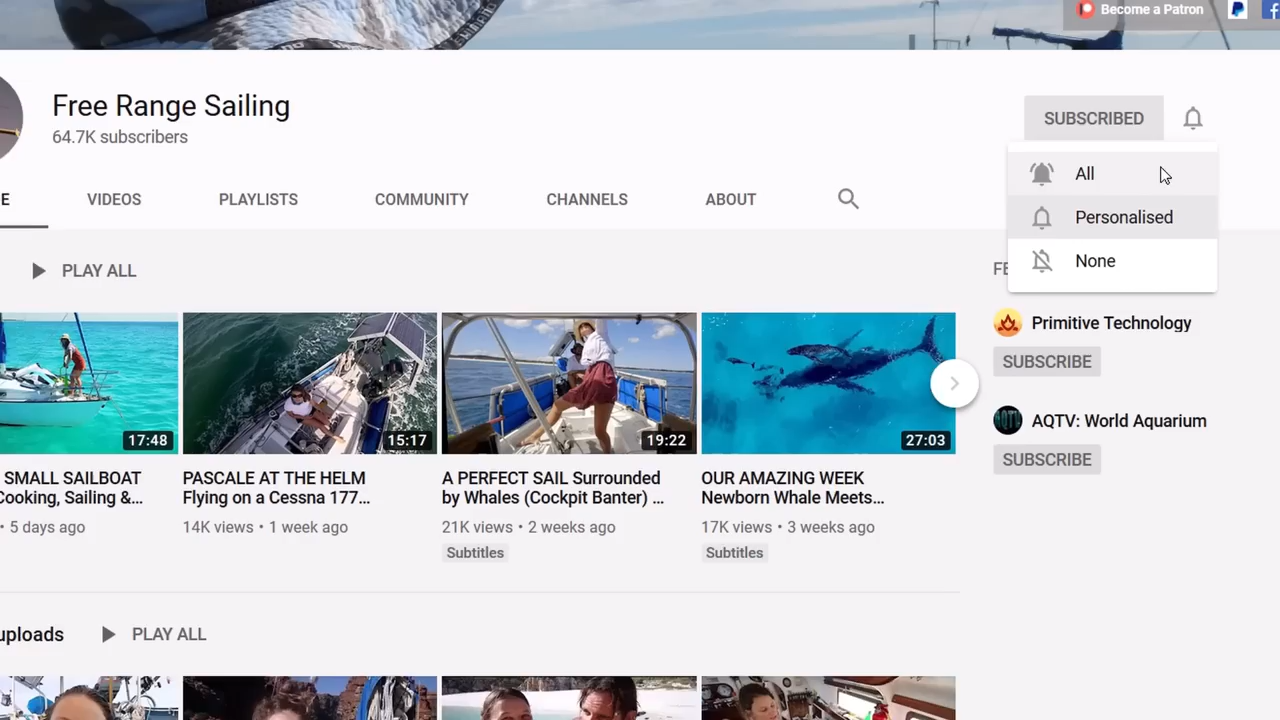 Become a Patron
Free Range Sailing
64.7K subscribers
SUBSCRIBED
All
Personalised
None
E
VIDEOS
PLAYLISTS
COMMUNITY
CHANNELS
ABOUT
PLAY ALL
FE
17:48
15:17
19:22
27:03
SMALL SAILBOAT
Cooking, Sailing &...
• 5 days ago
PASCALE AT THE HELM
Flying on a Cessna 177...
14K views • 1 week ago
A PERFECT SAIL Surrounded
by Whales (Cockpit Banter) ...
21K views • 2 weeks ago
Subtitles
OUR AMAZING WEEK
Newborn Whale Meets...
17K views • 3 weeks ago
Subtitles
Primitive Technology
SUBSCRIBE
AQTV: World Aquarium
SUBSCRIBE
uploads
PLAY ALL